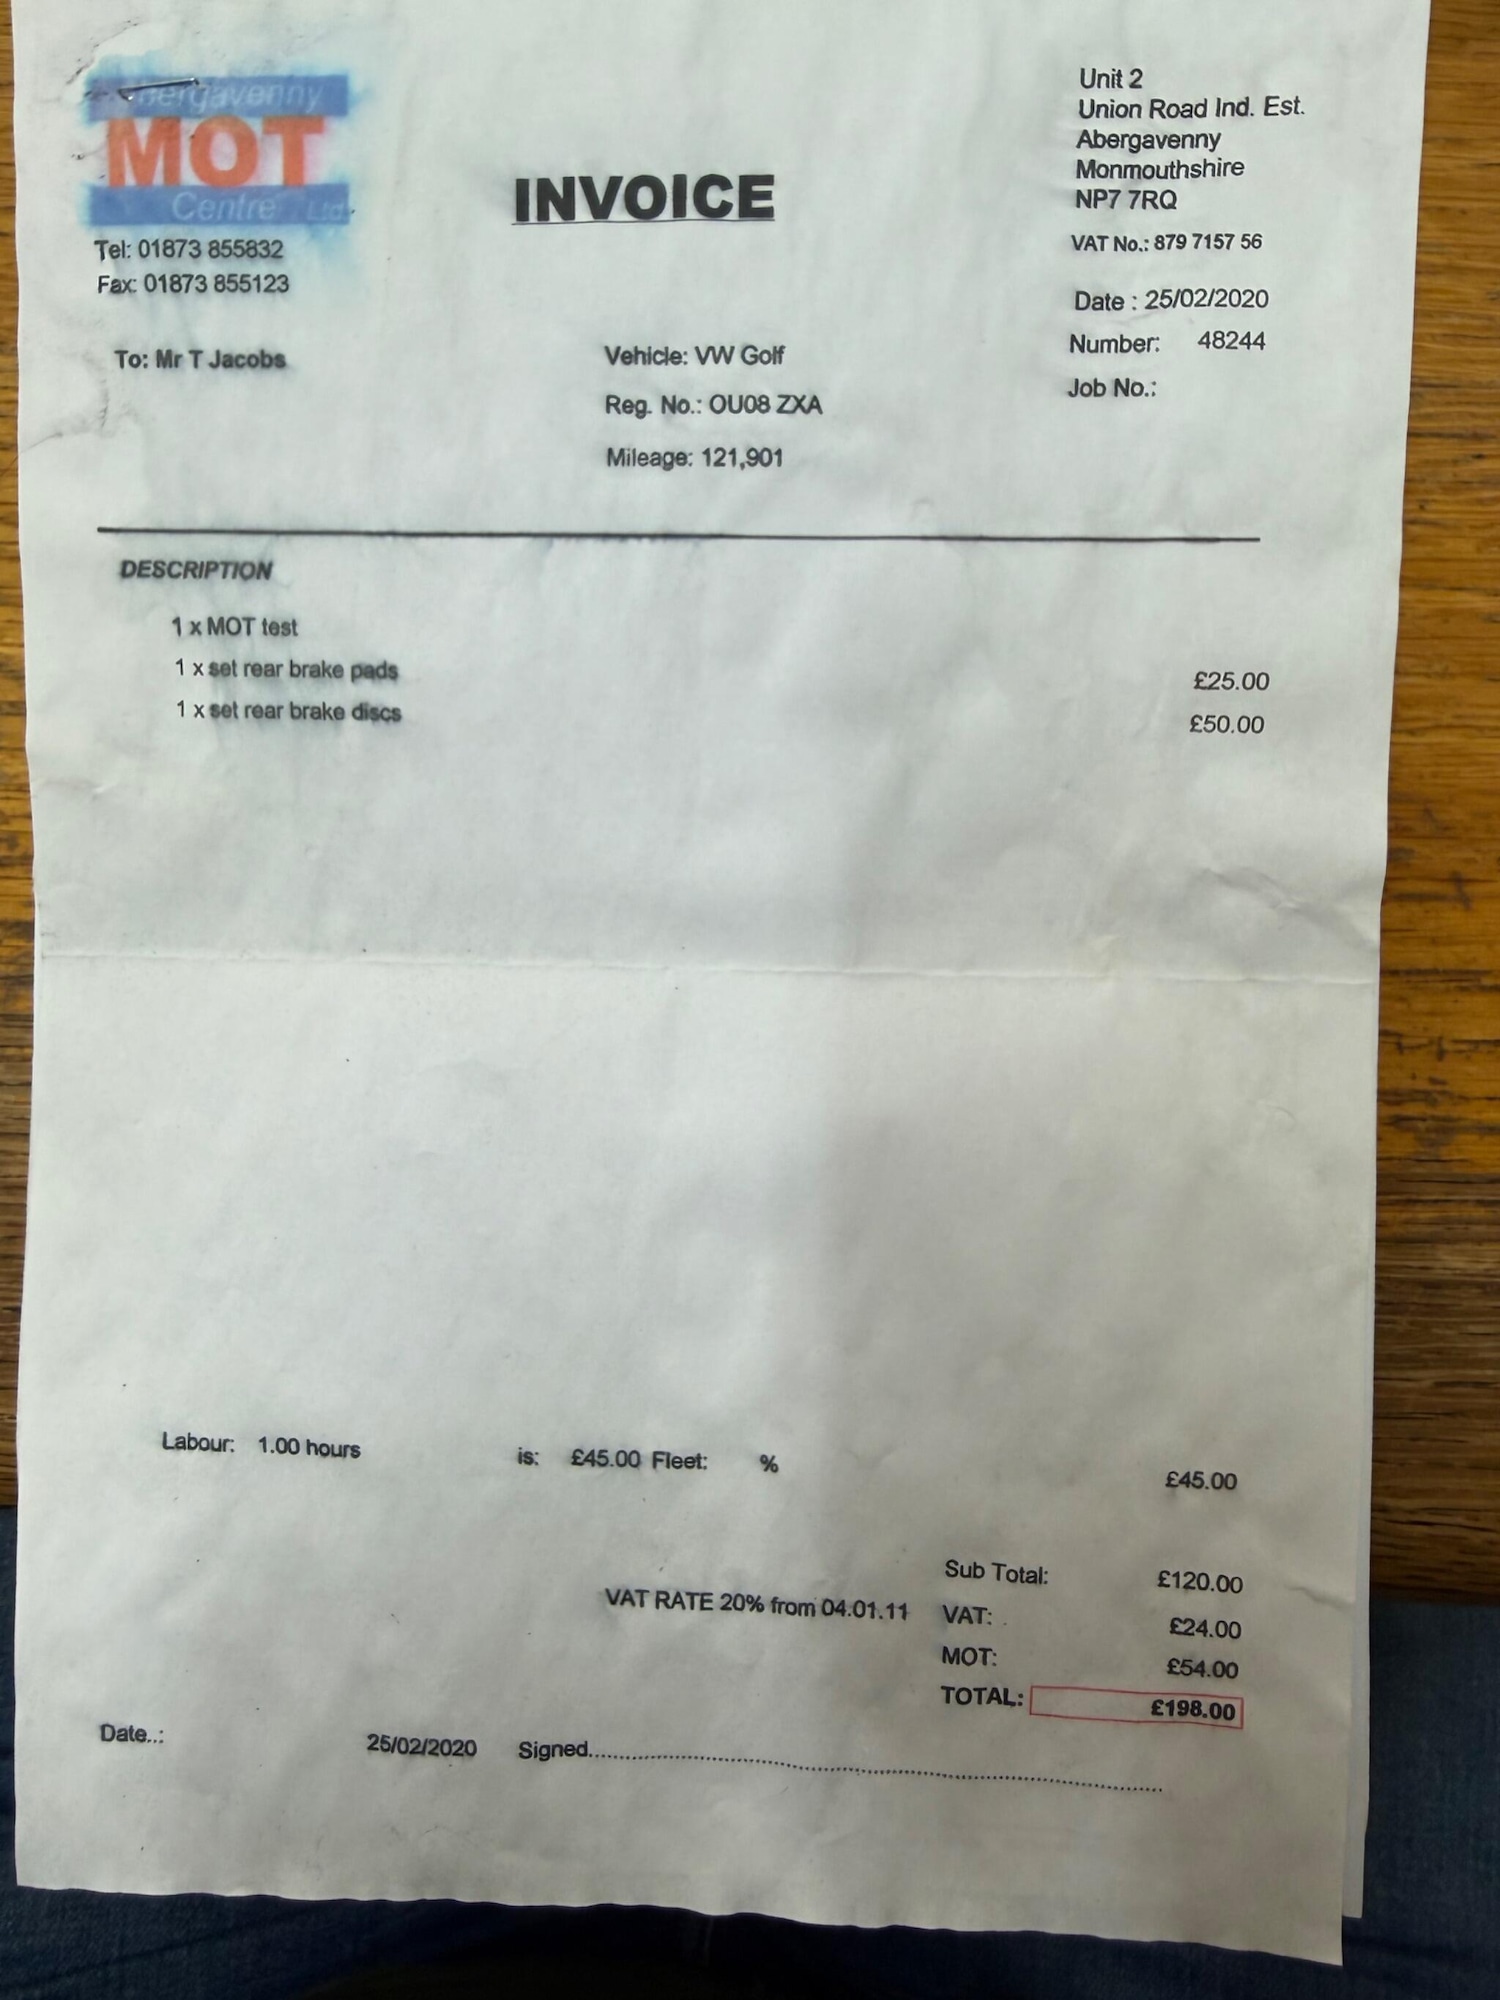 Abergavenny
MOT
Centre Ltd.
Tel: 01873 855832
Fax: 01873 855123
INVOICE
Unit 2
Union Road Ind. Est.
Abergavenny
Monmouthshire
NP7 7RQ
VAT No.: 879 7157 56
Date : 25/02/2020
Number: 48244
Job No.:
To: Mr T Jacobs
Vehicle: VW Golf
Reg. No.: OU08 ZXA
Mileage: 121,901
DESCRIPTION
1 x MOT test
1 x set rear brake pads £25.00
1 x set rear brake discs £50.00
Labour: 1.00 hours is: £45.00 Fleet: % £45.00
Sub Total: £120.00
VAT RATE 20% from 04.01.11 VAT: £24.00
MOT: £54.00
TOTAL: £198.00
Date..: 25/02/2020 Signed................................................................